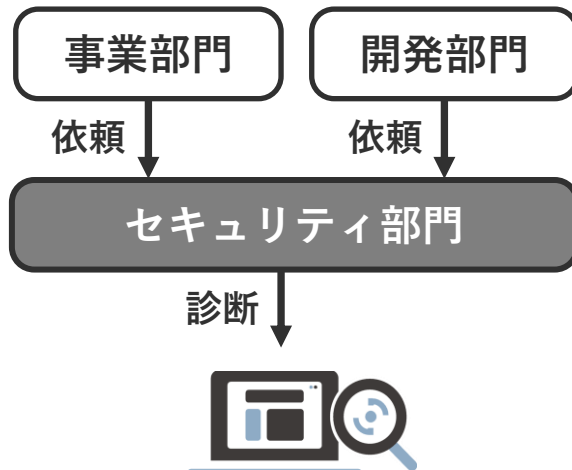 事業部門
開発部門
依頼
依頼
セキュリティ部門
診断